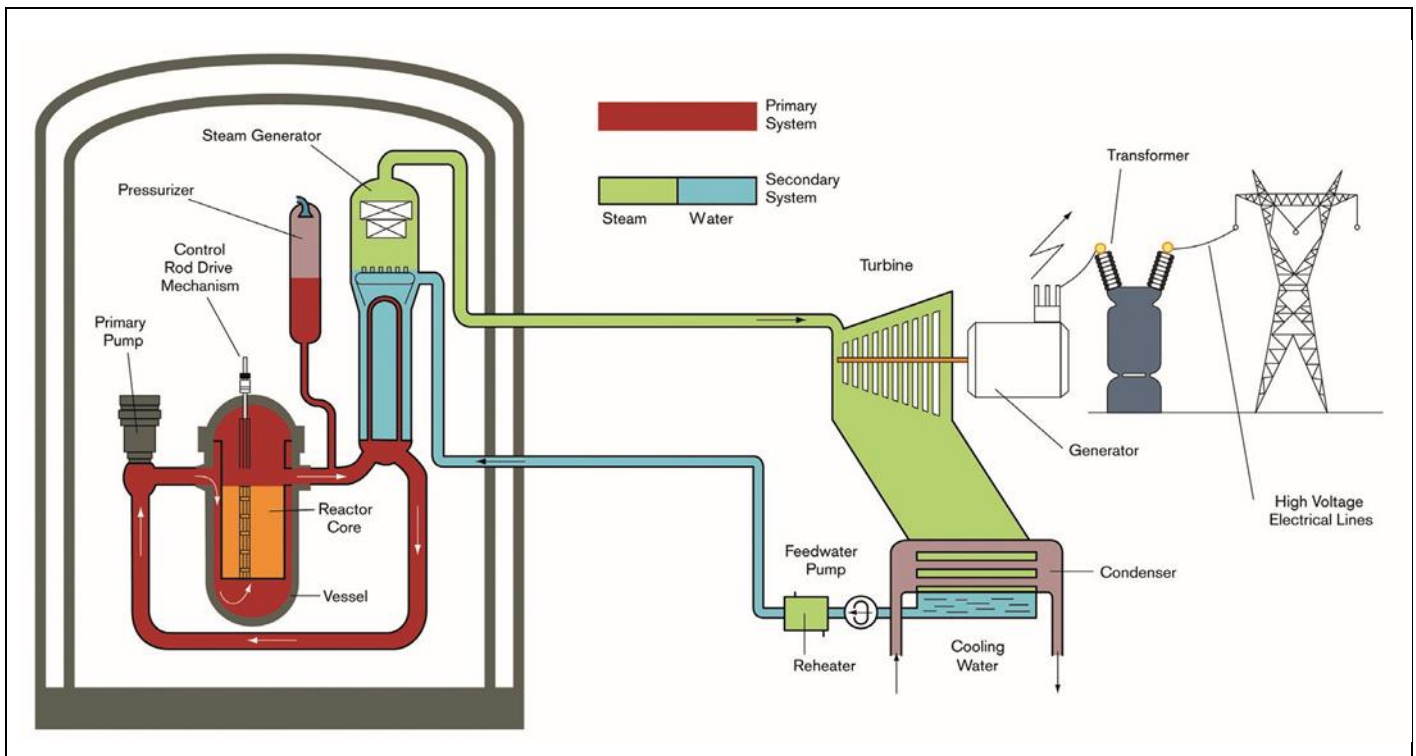 Primary
System
Steam Generator
Pressurizer
Control
Rod Drive
Mechanism
Primary
Pump
Secondary
System
Steam
Water
Transformer
Turbine
Generator
High Voltage
Electrical Lines
Reactor
Core
Vessel
Feedwater
Pump
Condenser
Reheater
Cooling
Water